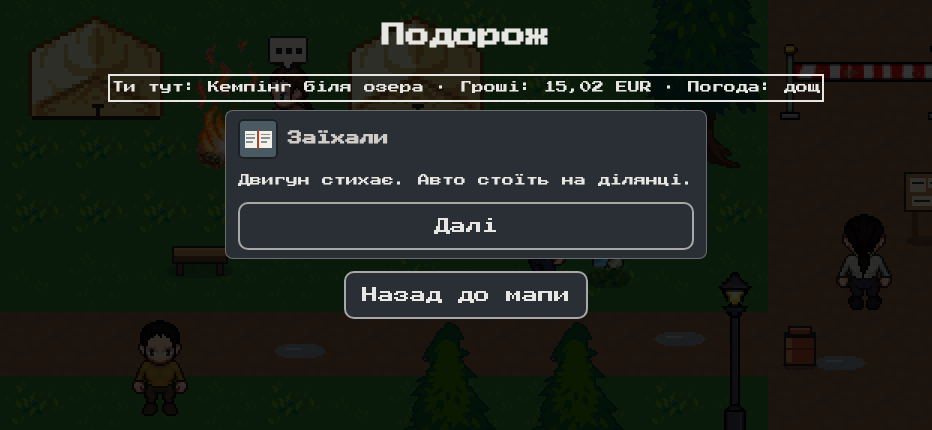 Подорож
Ти тут: Кемпінг біля озера · Гроші: 15,02 EUR · Погода: дощ
Заїхали
Двигун стихає. Авто стоїть на ділянці.
Далі
Назад до мапи